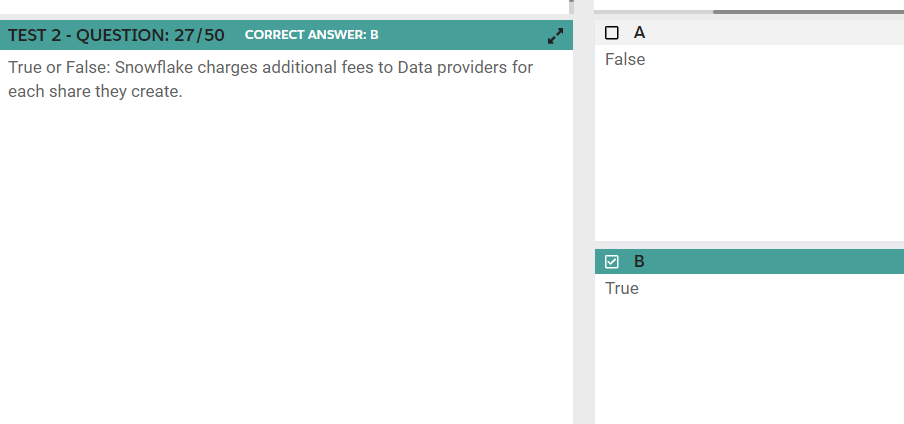 TEST 2 - QUESTION: 27/50 CORRECT ANSWER: B
True or False: Snowflake charges additional fees to Data providers for
each share they create.
A
False
B
True